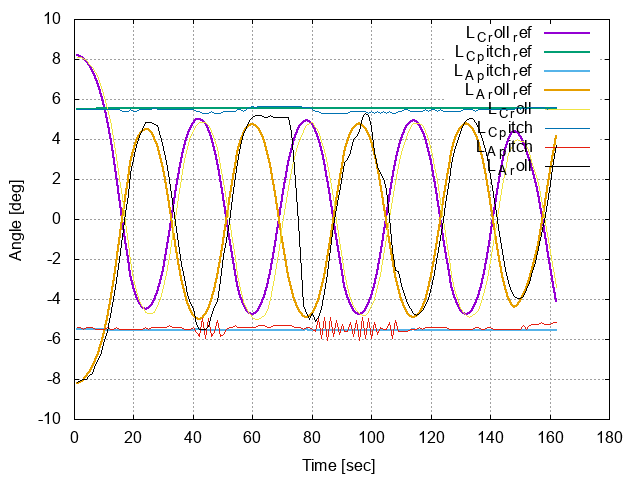 10
8
6
4
2
0
-2
-4
-6
-8
-10
0 20 40 60 80 100 120 140 160 180
Angle [deg]
Time [sec]
L_Croll_ref
L_Cpitch_ref
L_Apitch_ref
L_Aroll_ref
L_Croll
L_Cpitch
L_Apitch
L_Aroll